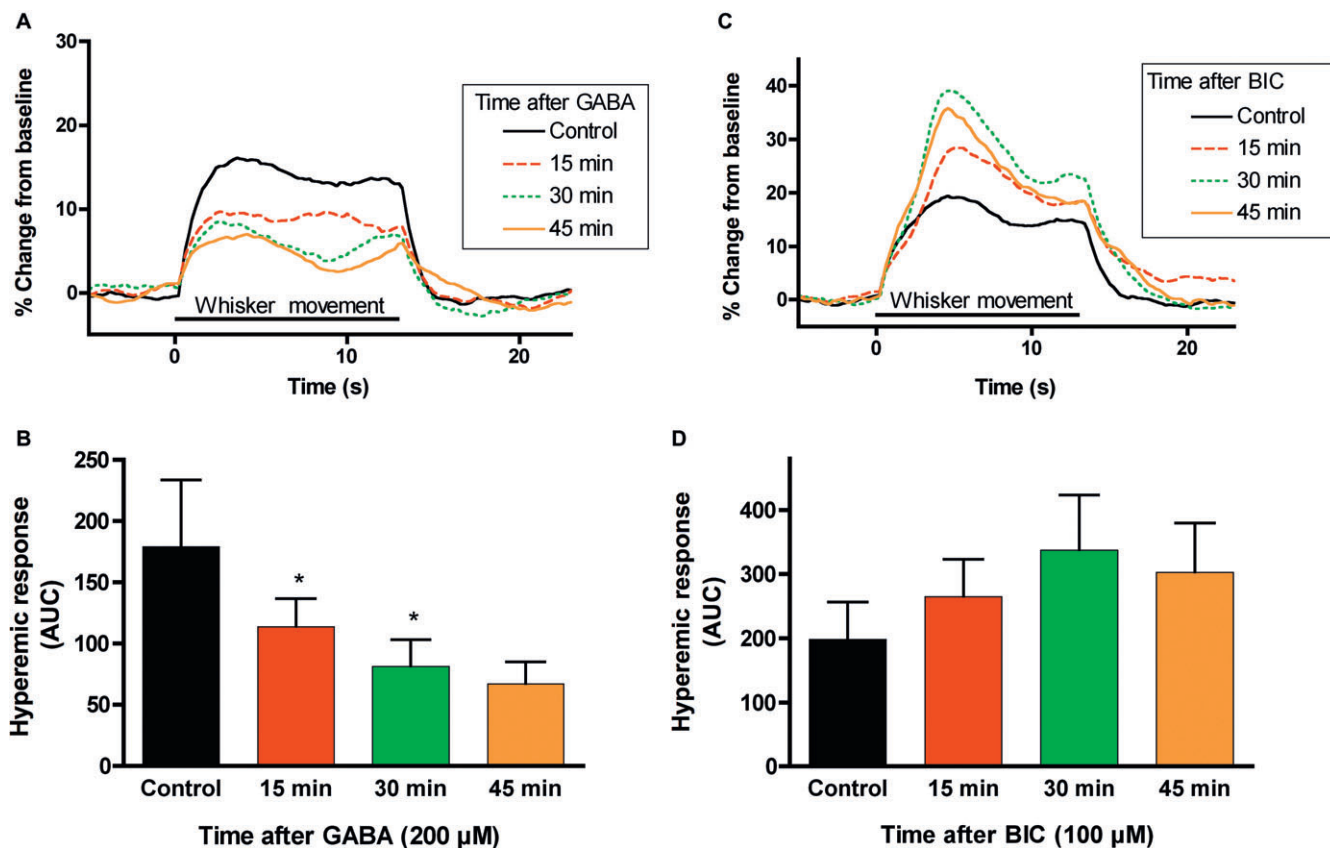 A
30
20
10
0
% Change from baseline
Time after GABA
Control
15 min
30 min
45 min
Whisker movement
0
10
20
Time (s)
C
40
30
20
10
0
% Change from baseline
Time after BIC
Control
15 min
30 min
45 min
Whisker movement
0
10
20
Time (s)
B
250
200
150
100
50
0
Hyperemic response
(AUC)
*
*
Control
15 min
30 min
45 min
Time after GABA (200 µM)
D
400
300
200
100
0
Hyperemic response
(AUC)
Control
15 min
30 min
45 min
Time after BIC (100 µM)